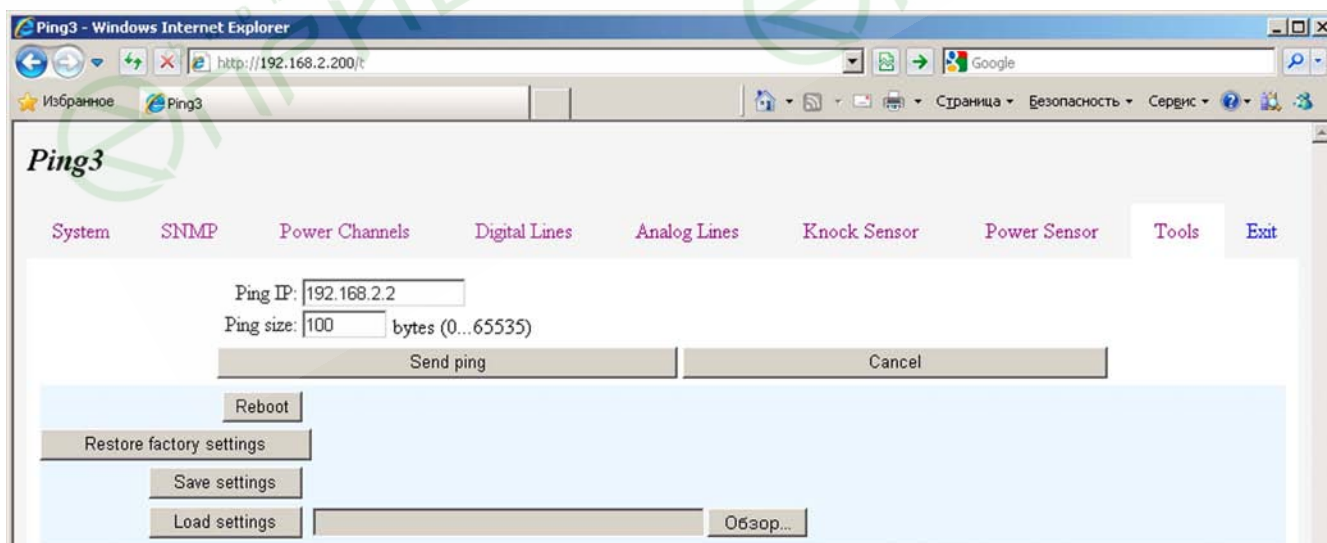 Ping3 - Windows Internet Explorer
http://192.168.2.200/t
Google
Избранное Ping3 Страница Безопасность Сервис
Ping3
System SNMP Power Channels Digital Lines Analog Lines Knock Sensor Power Sensor Tools Exit
Ping IP: 192.168.2.2
Ping size: 100 bytes (0...65535)
Send ping Cancel
Reboot
Restore factory settings
Save settings
Load settings Обзор...